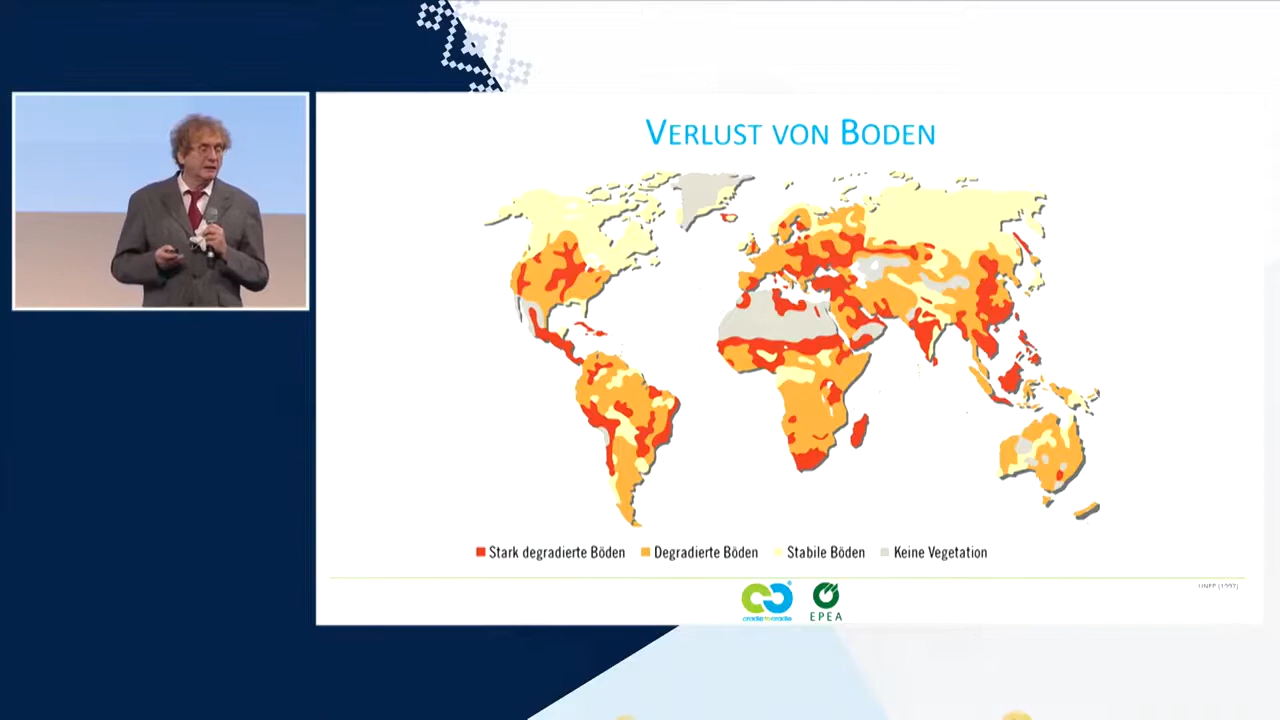 VERLUST VON BODEN
Stark degradierte Böden Degradierte Böden Stabile Böden Keine Vegetation
cradle to cradle
EPEA